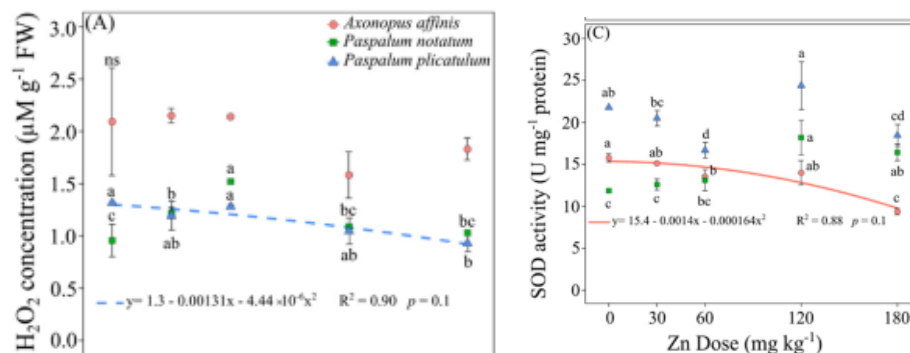 (A)
Axonopus affinis
Paspalum notatum
Paspalum plicatulum
H₂O₂ concentration (µM g⁻¹ FW)
3.0
2.5
2.0
1.5
1.0
0.5
0.0
ns
a
c
b
ab
a
a
bc
ab
bc
b
y= 1.3 - 0.00131x - 4.44 ×10⁻⁶x² R² = 0.90 p = 0.1
(C)
SOD activity (U mg⁻¹ protein)
30
25
20
15
10
5
0
ab
a
c
bc
ab
c
d
b
bc
a
a
ab
cd
ab
c
y= 15.4 - 0.0014x - 0.000164x² R² = 0.88 p = 0.1
0 30 60 120 180
Zn Dose (mg kg⁻¹)